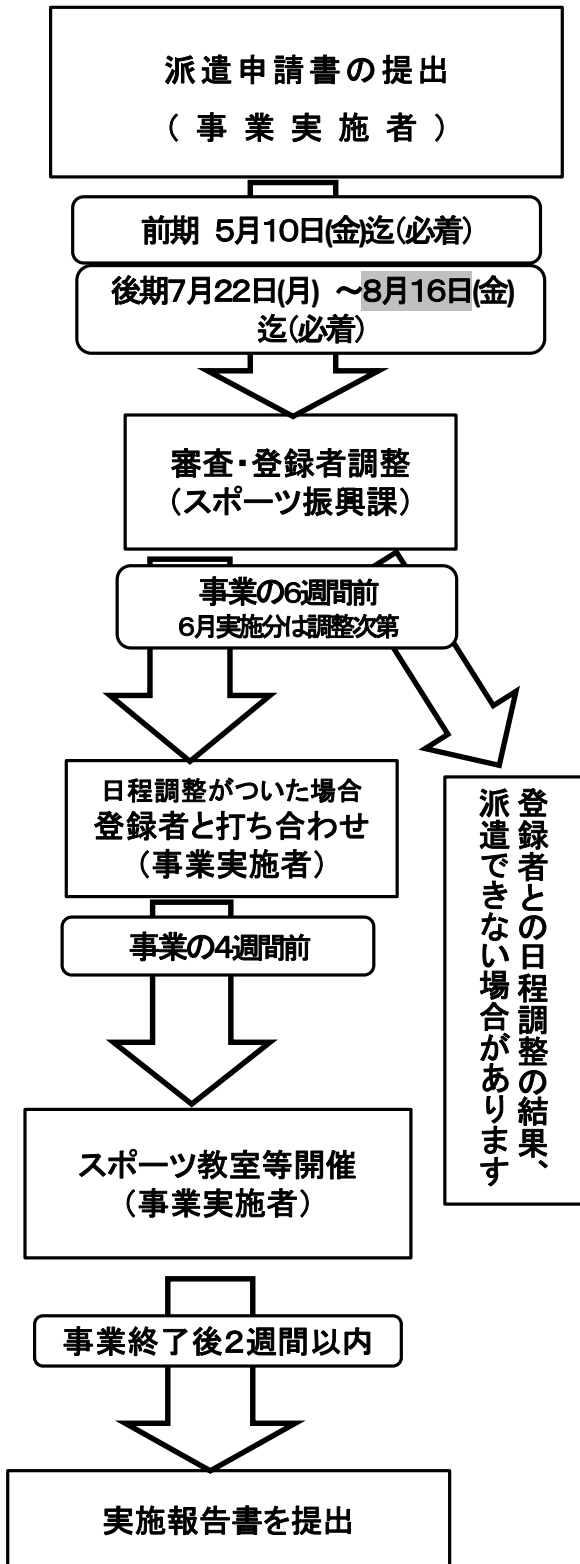 派遣申請書の提出
(事業実施者)
前期 5月10日(金)迄(必着)
後期7月22日(月) ～8月16日(金)
迄(必着)
審査・登録者調整
(スポーツ振興課)
事業の6週間前
6月実施分は調整次第
日程調整がついた場合
登録者と打ち合わせ
(事業実施者)
登録者との日程調整の結果、
派遣できない場合があります
事業の4週間前
スポーツ教室等開催
(事業実施者)
事業終了後2週間以内
実施報告書を提出